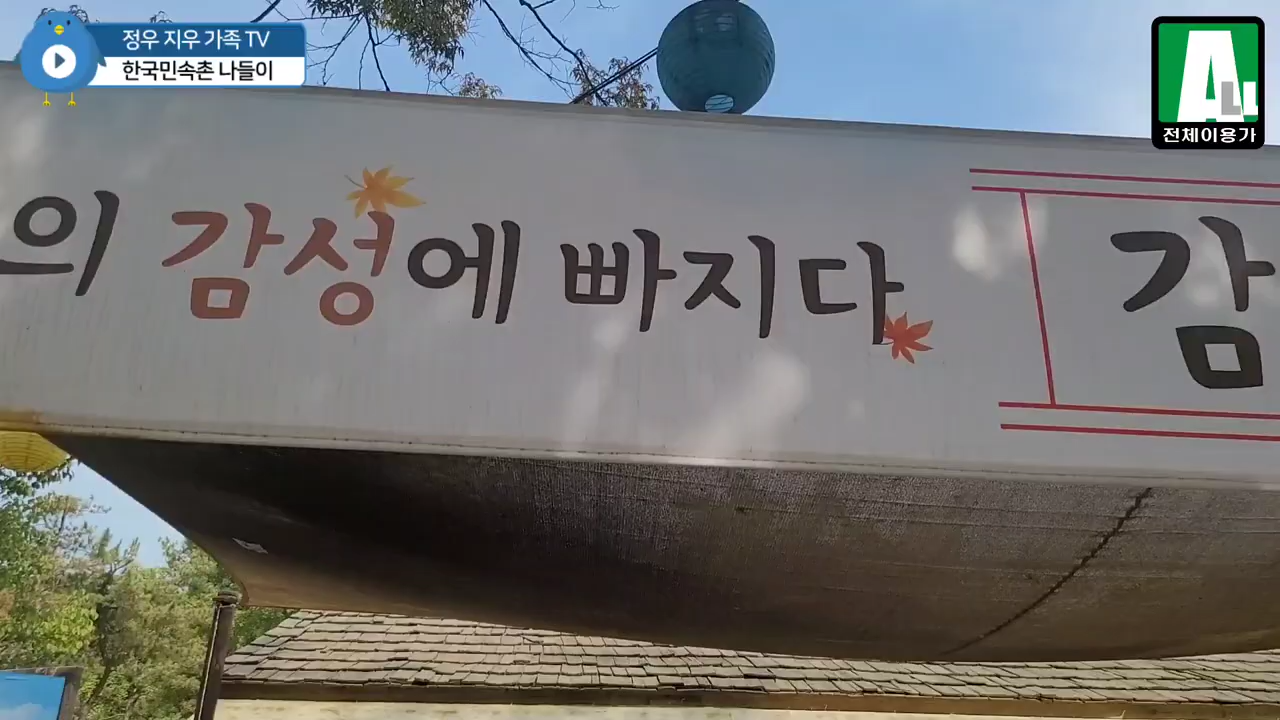 정우 지우 가족 TV
한국민속촌 나들이
ALL
전체이용가
의 감성에 빠지다
감